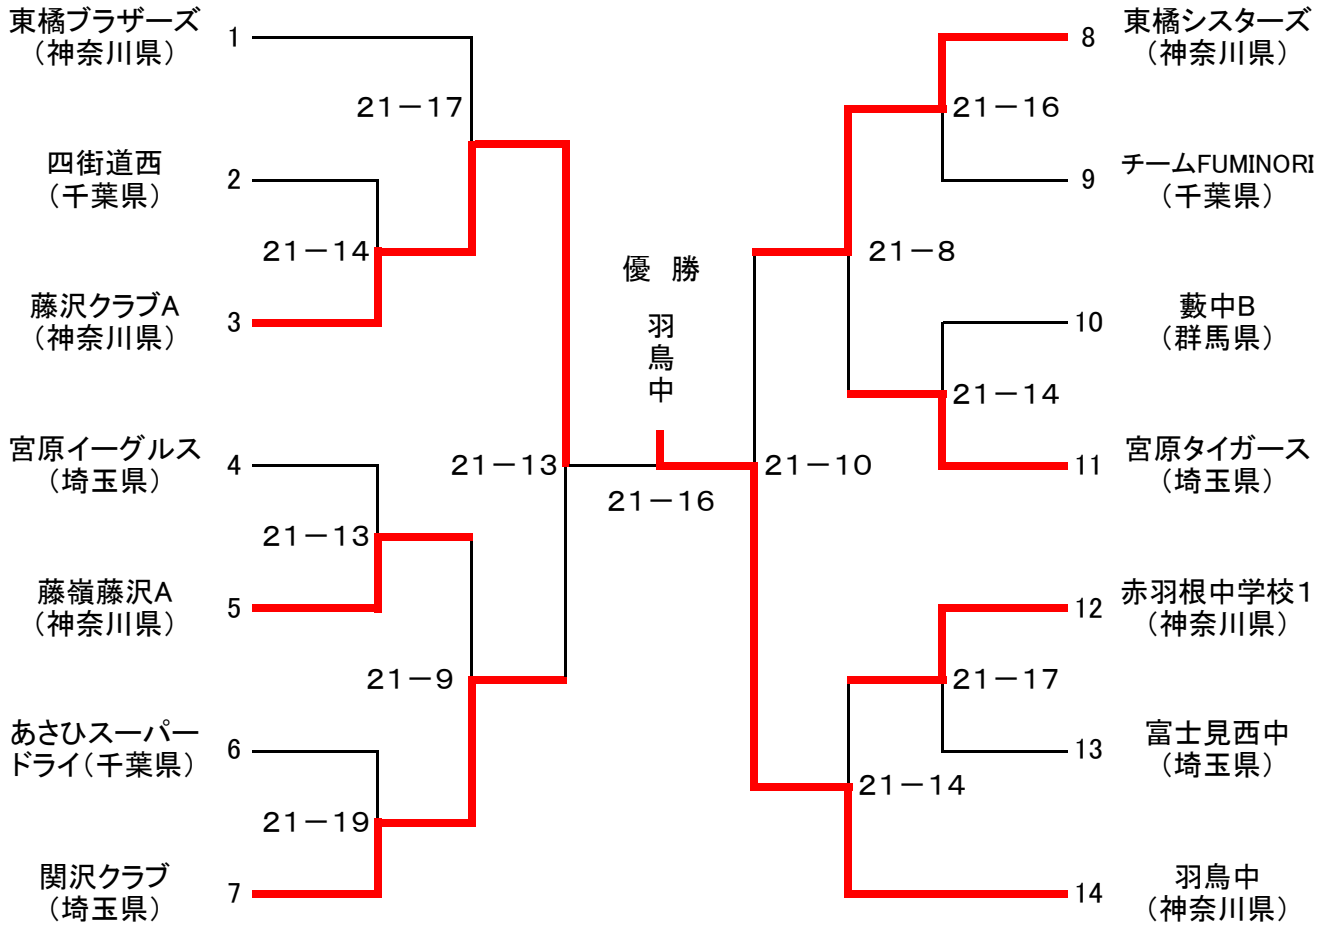 東橘ブラザーズ
（神奈川県）
1
21－17
四街道西
（千葉県）
2
21－14
藤沢クラブA
（神奈川県）
3
宮原イーグルス
（埼玉県）
4
21－13
21－13
藤嶺藤沢A
（神奈川県）
5
21－9
あさひスーパー
ドライ（千葉県）
6
21－19
関沢クラブ
（埼玉県）
7
優　勝
羽鳥中
21－16
8
東橘シスターズ
（神奈川県）
21－16
9
チームFUMINORI
（千葉県）
21－8
10
藪中B
（群馬県）
21－14
11
宮原タイガース
（埼玉県）
21－10
12
赤羽根中学校１
（神奈川県）
21－17
13
富士見西中
（埼玉県）
21－14
14
羽鳥中
（神奈川県）